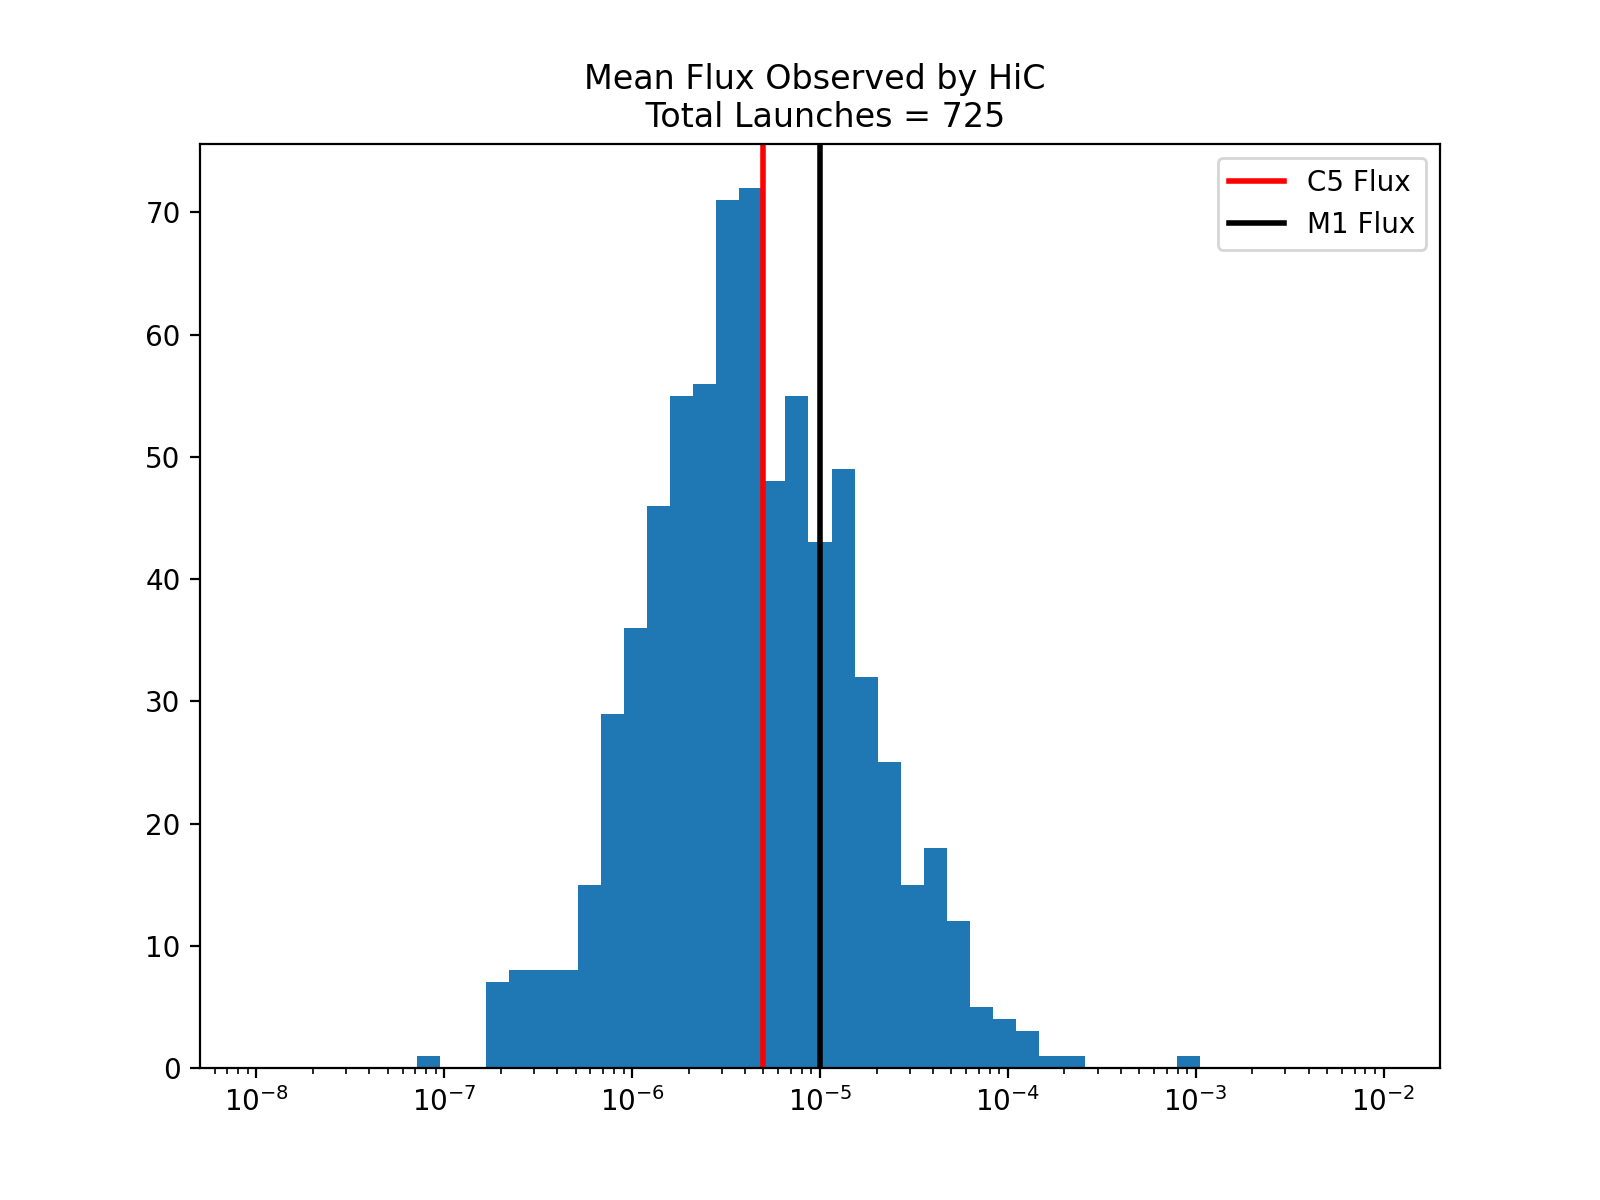 Mean Flux Observed by HiC
Total Launches = 725
C5 Flux
M1 Flux
70
60
50
40
30
20
10
0
10⁻⁸ 10⁻⁷ 10⁻⁶ 10⁻⁵ 10⁻⁴ 10⁻³ 10⁻²